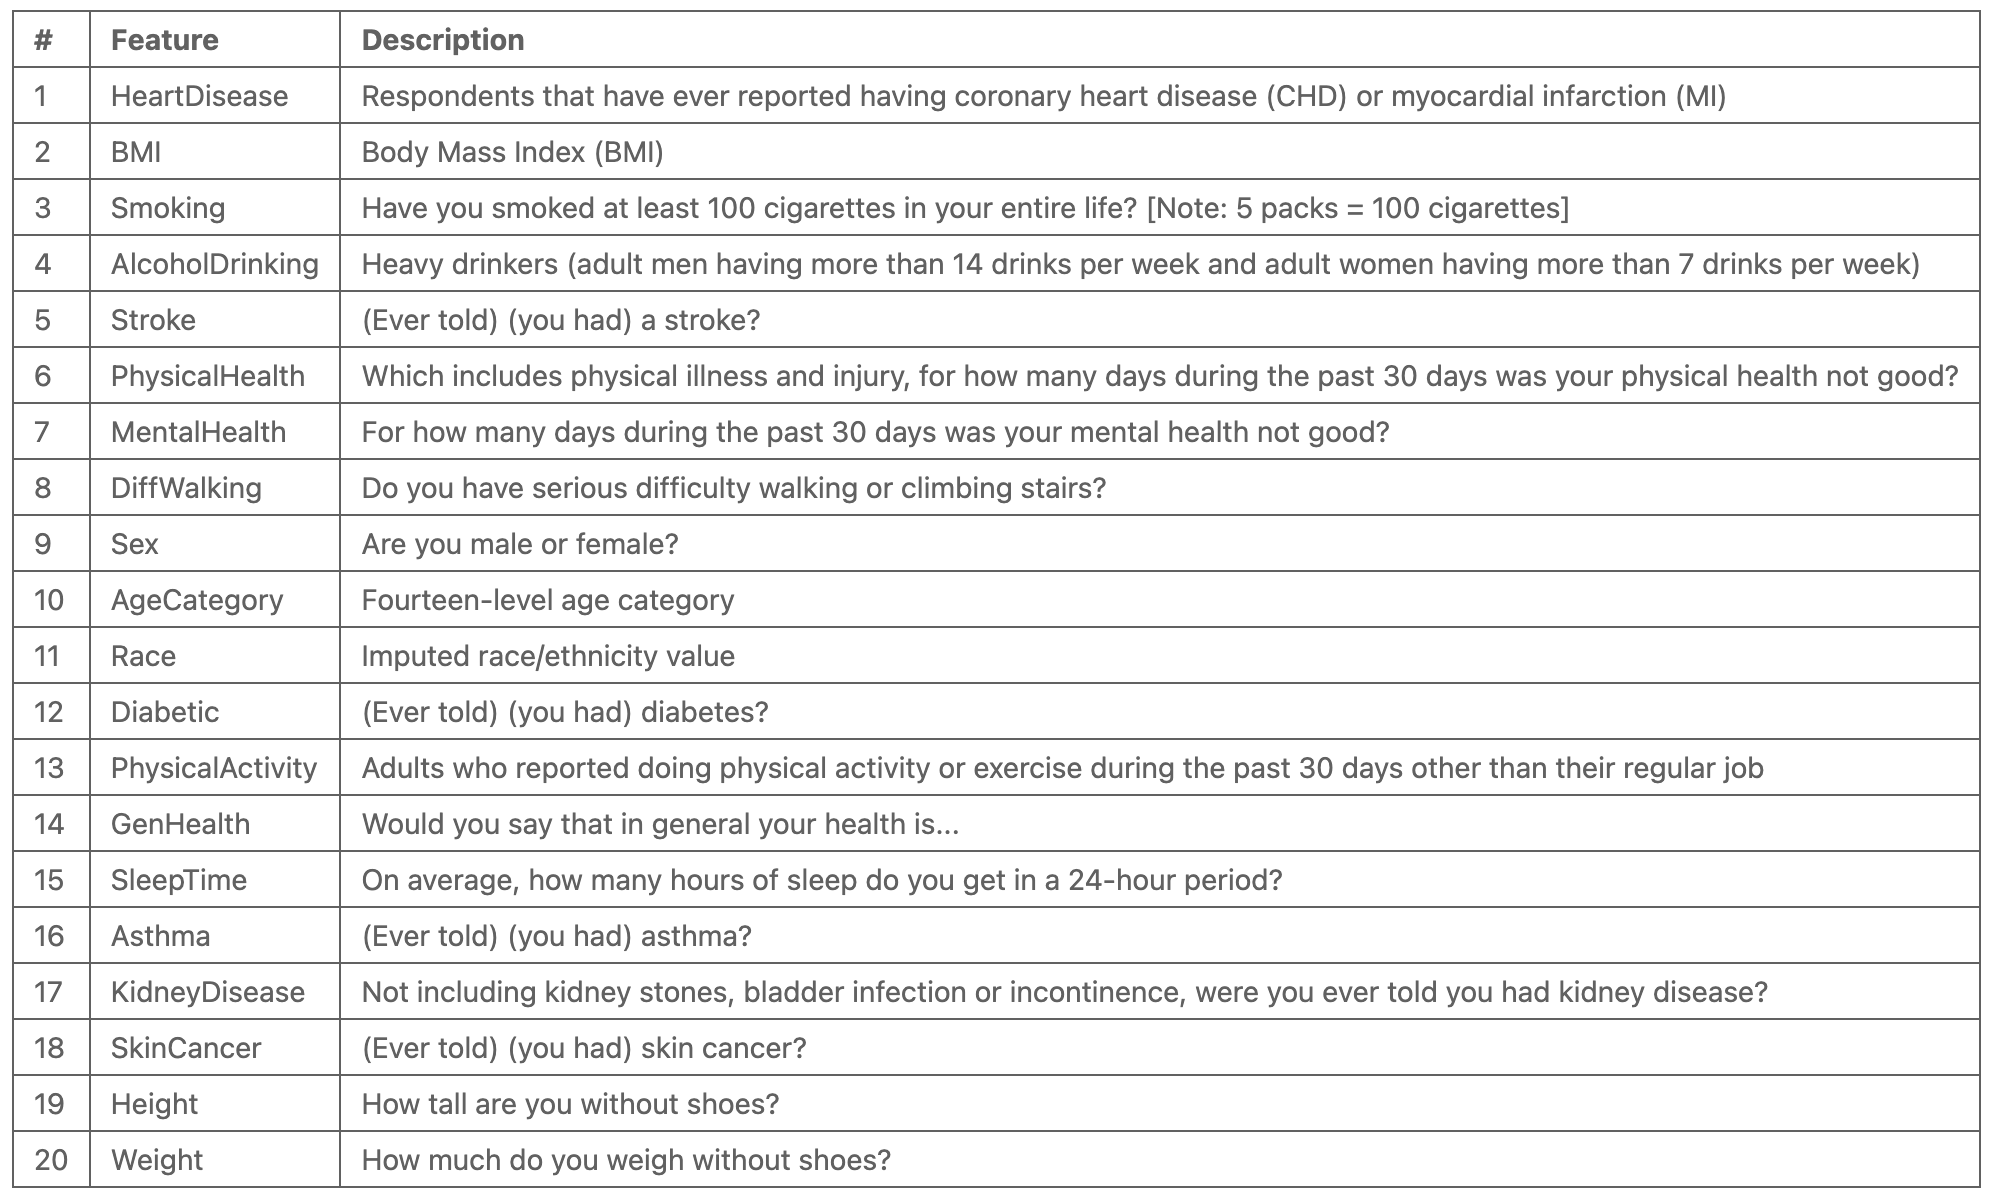 # Feature Description
1 HeartDisease Respondents that have ever reported having coronary heart disease (CHD) or myocardial infarction (MI)
2 BMI Body Mass Index (BMI)
3 Smoking Have you smoked at least 100 cigarettes in your entire life? [Note: 5 packs = 100 cigarettes]
4 AlcoholDrinking Heavy drinkers (adult men having more than 14 drinks per week and adult women having more than 7 drinks per week)
5 Stroke (Ever told) (you had) a stroke?
6 PhysicalHealth Which includes physical illness and injury, for how many days during the past 30 days was your physical health not good?
7 MentalHealth For how many days during the past 30 days was your mental health not good?
8 DiffWalking Do you have serious difficulty walking or climbing stairs?
9 Sex Are you male or female?
10 AgeCategory Fourteen-level age category
11 Race Imputed race/ethnicity value
12 Diabetic (Ever told) (you had) diabetes?
13 PhysicalActivity Adults who reported doing physical activity or exercise during the past 30 days other than their regular job
14 GenHealth Would you say that in general your health is...
15 SleepTime On average, how many hours of sleep do you get in a 24-hour period?
16 Asthma (Ever told) (you had) asthma?
17 KidneyDisease Not including kidney stones, bladder infection or incontinence, were you ever told you had kidney disease?
18 SkinCancer (Ever told) (you had) skin cancer?
19 Height How tall are you without shoes?
20 Weight How much do you weigh without shoes?